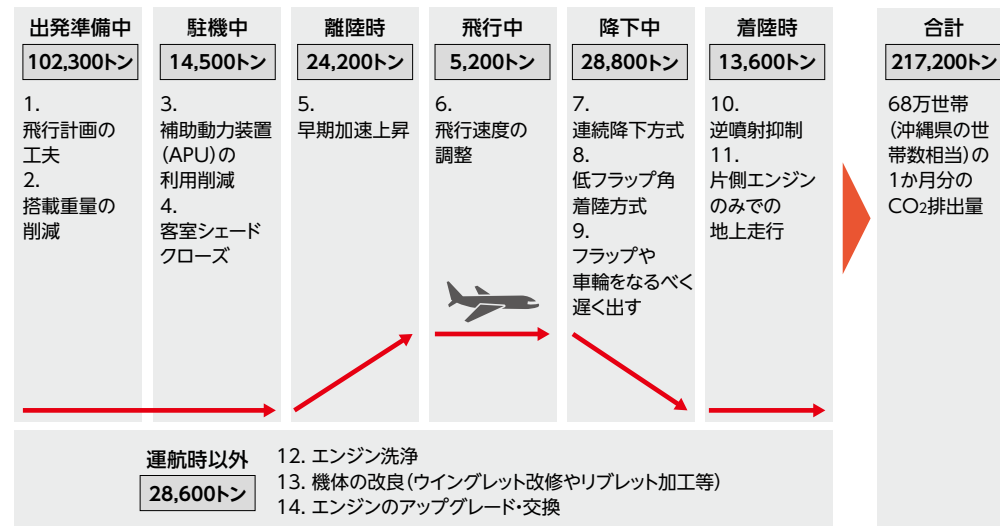 出発準備中
102,300トン
1.
飛行計画の
工夫
2.
搭載重量の
削減
駐機中
14,500トン
3.
補助動力装置
(APU)の
利用削減
4.
客室シェード
クローズ
離陸時
24,200トン
5.
早期加速上昇
飛行中
5,200トン
6.
飛行速度の
調整
降下中
28,800トン
7.
連続降下方式
8.
低フラップ角
着陸方式
9.
フラップや
車輪をなるべく
遅く出す
着陸時
13,600トン
10.
逆噴射抑制
11.
片側エンジン
のみでの
地上走行
運航時以外
28,600トン
12. エンジン洗浄
13. 機体の改良(ウイングレット改修やリブレット加工等)
14. エンジンのアップグレード・交換
合計
217,200トン
68万世帯
(沖縄県の世
帯数相当)の
1か月分の
CO2排出量